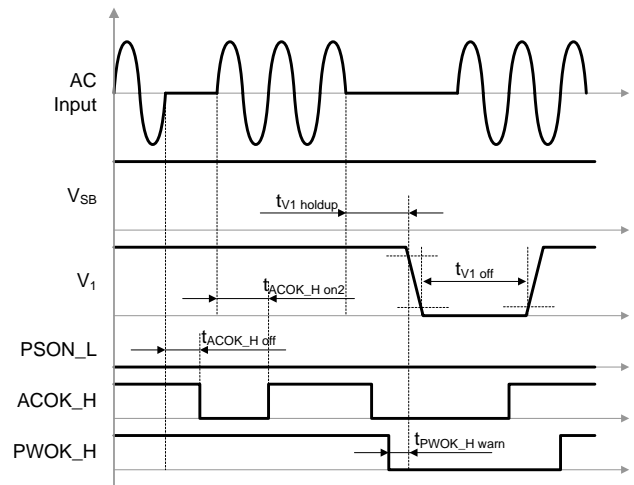 AC
Input
VSB
tV1 holdup
V1
tV1 off
tACOK_H on2
tACOK_H off
PSON_L
ACOK_H
PWOK_H
tPWOK_H warn